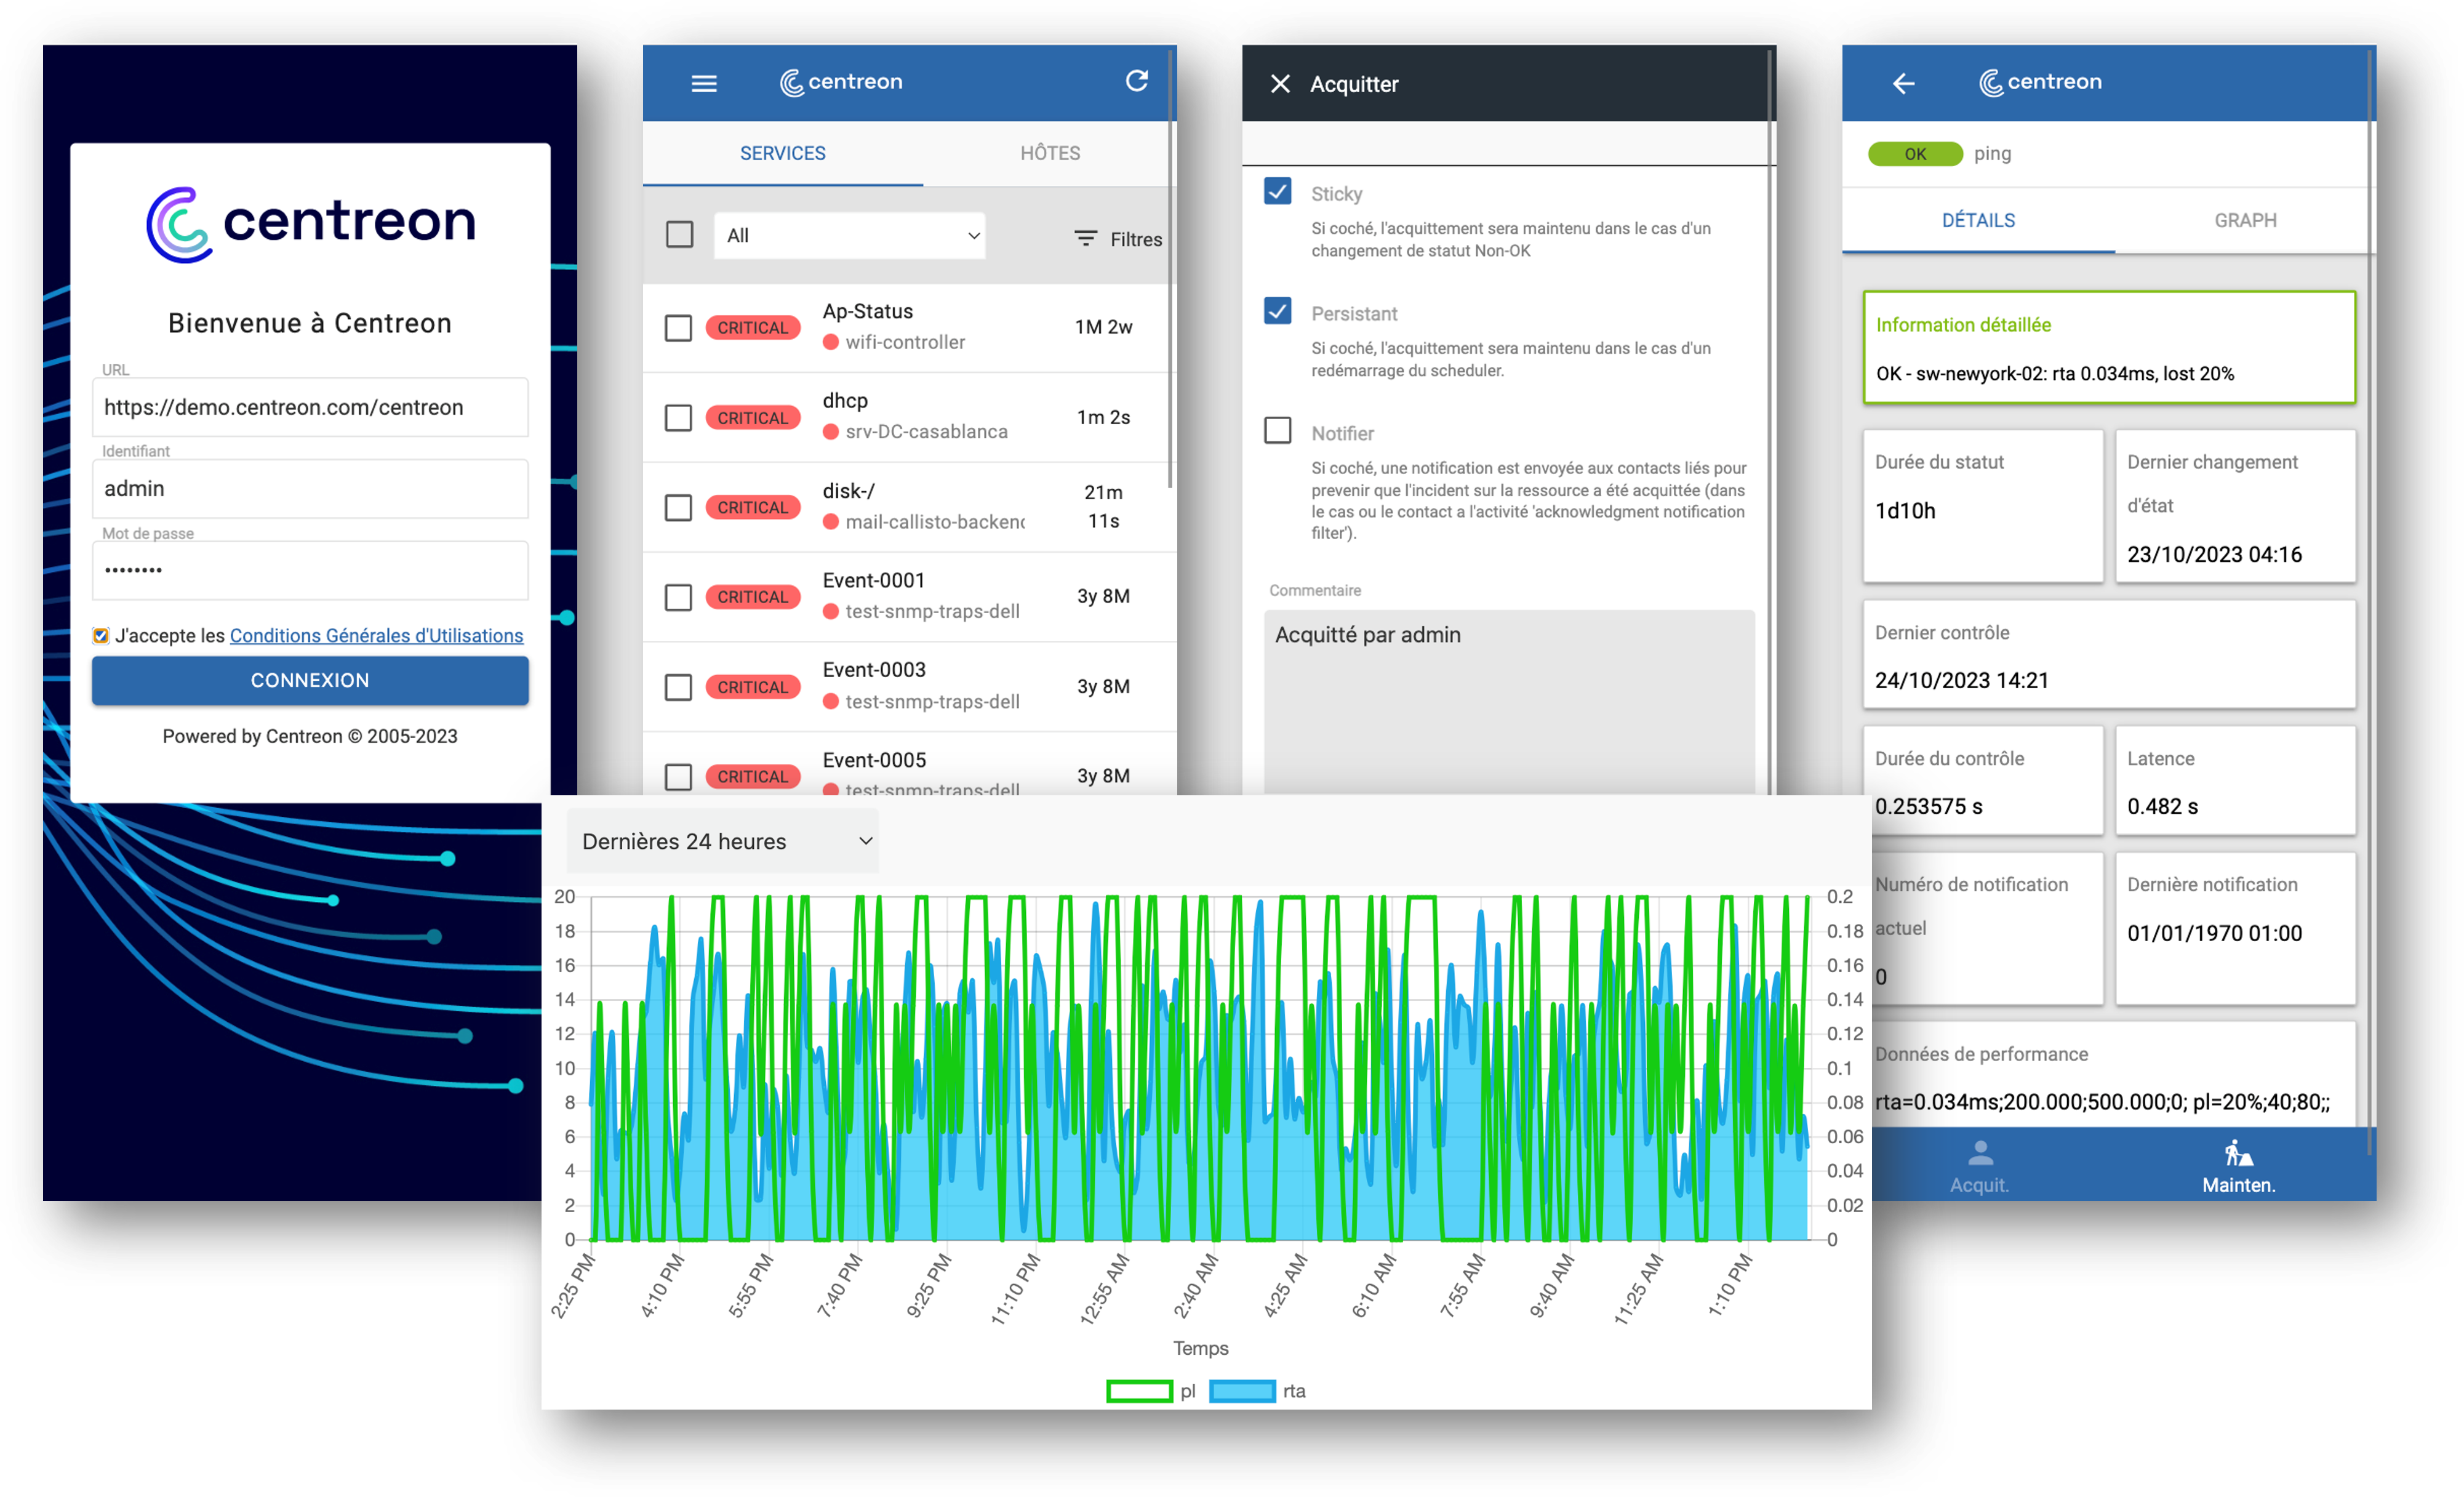 centreon
Bienvenue à Centreon
URL
https://demo.centreon.com/centreon
Identifiant
admin
Mot de passe
••••••••
J'accepte les Conditions Générales d'Utilisations
CONNEXION
Powered by Centreon © 2005-2023
centreon
SERVICES
HÔTES
All
Filtres
CRITICAL
Ap-Status
wifi-controller
1M 2w
CRITICAL
dhcp
srv-DC-casablanca
1m 2s
CRITICAL
disk-/
mail-callisto-backend
21m
11s
CRITICAL
Event-0001
test-snmp-traps-dell
3y 8M
CRITICAL
Event-0003
test-snmp-traps-dell
3y 8M
CRITICAL
Event-0005
test-snmp-traps-dell
3y 8M
Acquitter
Sticky
Si coché, l'acquittement sera maintenu dans le cas d'un
changement de statut Non-OK
Persistant
Si coché, l'acquittement sera maintenu dans le cas d'un
redémarrage du scheduler.
Notifier
Si coché, une notification est envoyée aux contacts liés pour
prevenir que l'incident sur la ressource a été acquittée (dans
le cas ou le contact a l'activité 'acknowledgment notification
filter').
Commentaire
Acquitté par admin
centreon
OK
ping
DÉTAILS
GRAPH
Information détaillée
OK - sw-newyork-02: rta 0.034ms, lost 20%
Durée du statut
1d10h
Dernier changement
d'état
23/10/2023 04:16
Dernier contrôle
24/10/2023 14:21
Durée du contrôle
0.253575 s
Latence
0.482 s
Numéro de notification
actuel
0
Dernière notification
01/01/1970 01:00
Données de performance
rta=0.034ms;200.000;500.000;0; pl=20%;40;80;;
Acquit.
Mainten.
Dernières 24 heures
20
18
16
14
12
10
8
6
4
2
0
0.2
0.18
0.16
0.14
0.12
0.1
0.08
0.06
0.04
0.02
0
2:25 PM
4:10 PM
5:55 PM
7:40 PM
9:25 PM
11:10 PM
12:55 AM
2:40 AM
4:25 AM
6:10 AM
7:55 AM
9:40 AM
11:25 AM
1:10 PM
Temps
pl
rta